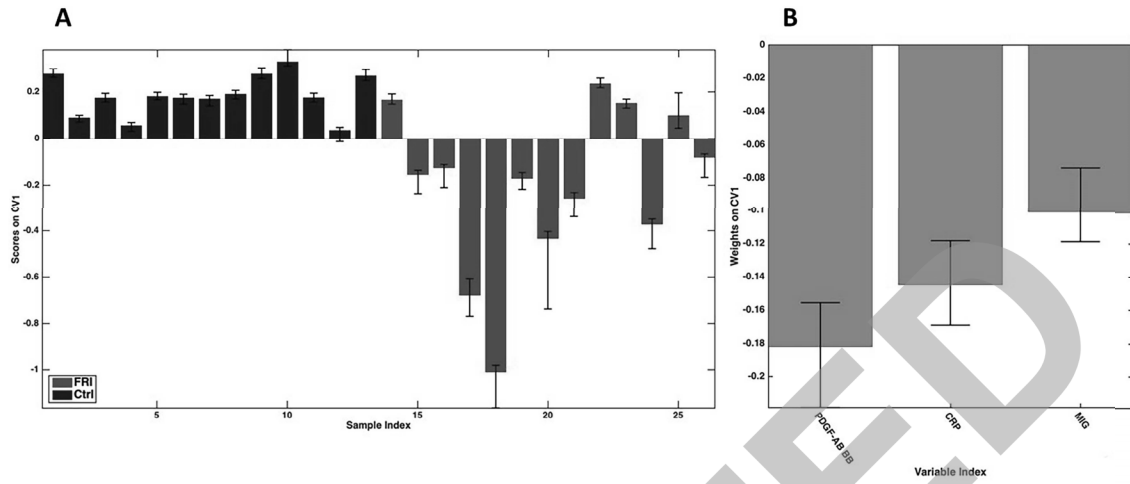 A
Scores on CV1
0.2
0
-0.2
-0.4
-0.6
-0.8
-1
FRI
Ctrl
5
10
15
20
25
Sample Index
B
Weights on CV1
0
-0.02
-0.04
-0.06
-0.08
-0.1
-0.12
-0.14
-0.16
-0.18
-0.2
PDGF-AB BB
CRP
MIG
Variable Index